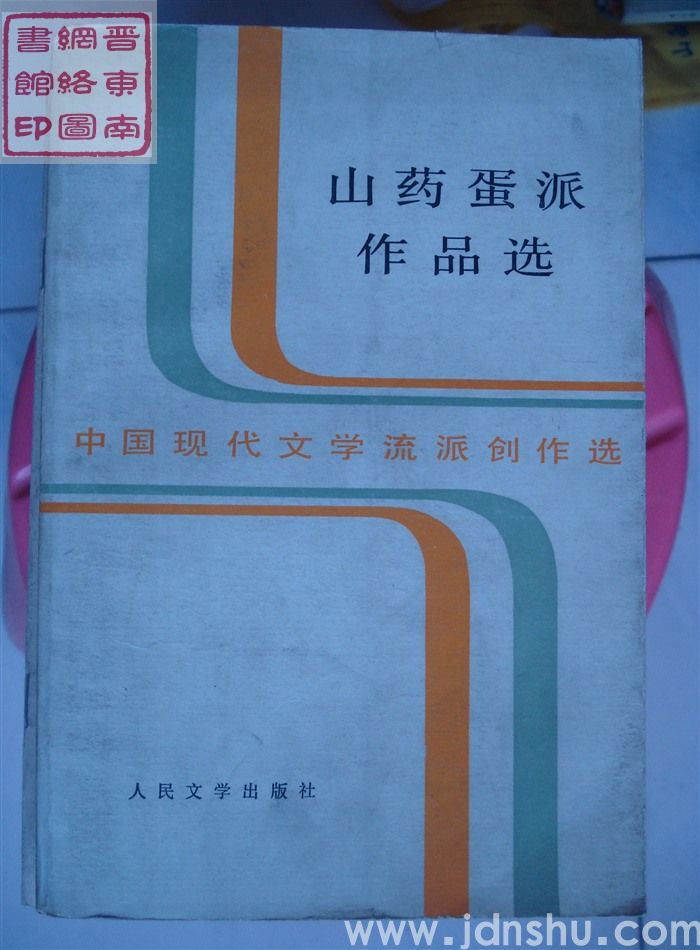 晋東南
網絡圖
書館印
山药蛋派
作品选
中国现代文学流派创作选
人民文学出版社
www.jdnshu.com